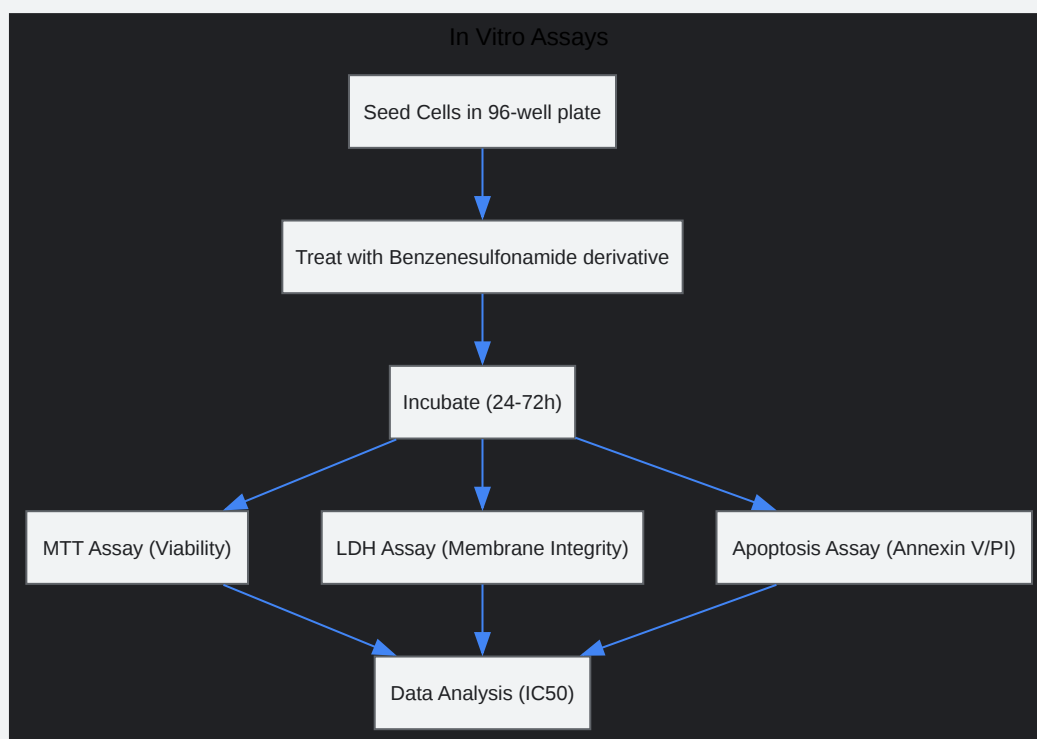 In Vitro Assays
Seed Cells in 96-well plate
Treat with Benzenesulfonamide derivative
Incubate (24-72h)
MTT Assay (Viability)
LDH Assay (Membrane Integrity)
Apoptosis Assay (Annexin V/PI)
Data Analysis (IC50)